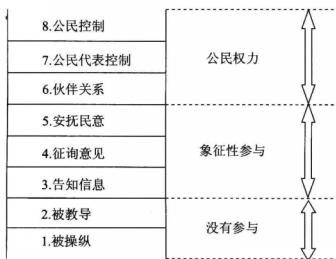 8.公民控制
7.公民代表控制
公民权力
6.伙伴关系
5.安抚民意
4.征询意见
象征性参与
3.告知信息
2.被教导
没有参与
1.被操纵